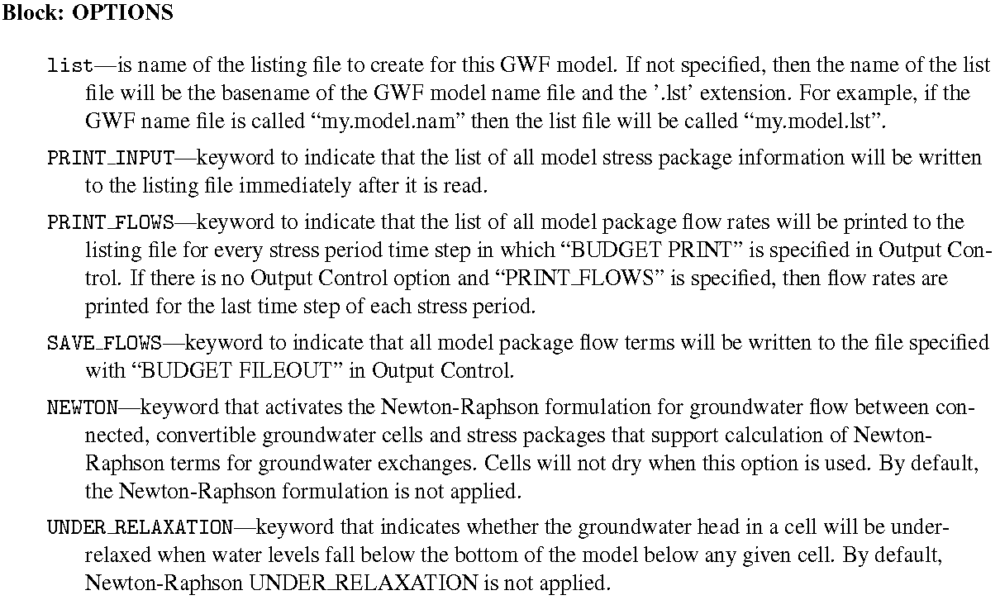 Block: OPTIONS
list—is name of the listing file to create for this GWF model. If not specified, then the name of the list
file will be the basename of the GWF model name file and the '.lst' extension. For example, if the
GWF name file is called “my.model.nam” then the list file will be called “my.model.lst”.
PRINT_INPUT—keyword to indicate that the list of all model stress package information will be written
to the listing file immediately after it is read.
PRINT_FLOWS—keyword to indicate that the list of all model package flow rates will be printed to the
listing file for every stress period time step in which “BUDGET PRINT” is specified in Output Con-
trol. If there is no Output Control option and “PRINT_FLOWS” is specified, then flow rates are
printed for the last time step of each stress period.
SAVE_FLOWS—keyword to indicate that all model package flow terms will be written to the file specified
with “BUDGET FILEOUT” in Output Control.
NEWTON—keyword that activates the Newton-Raphson formulation for groundwater flow between con-
nected, convertible groundwater cells and stress packages that support calculation of Newton-
Raphson terms for groundwater exchanges. Cells will not dry when this option is used. By default,
the Newton-Raphson formulation is not applied.
UNDER_RELAXATION—keyword that indicates whether the groundwater head in a cell will be under-
relaxed when water levels fall below the bottom of the model below any given cell. By default,
Newton-Raphson UNDER_RELAXATION is not applied.